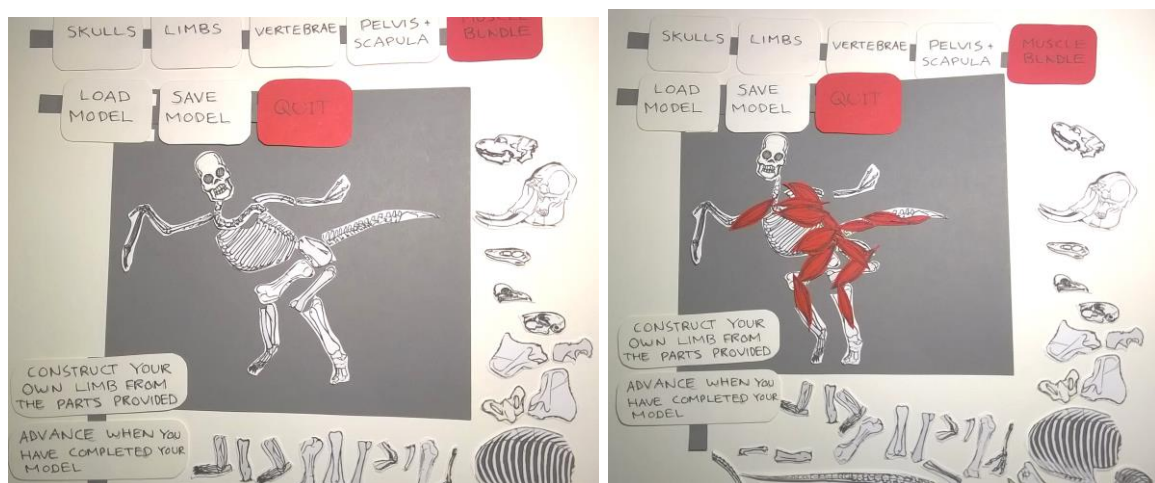 SKULLS
LIMBS
VERTEBRAE
PELVIS +
SCAPULA
MUSCLE
BUNDLE
LOAD
MODEL
SAVE
MODEL
QUIT
CONSTRUCT YOUR
OWN LIMB FROM
THE PARTS PROVIDED
ADVANCE WHEN YOU
HAVE COMPLETED YOUR
MODEL
SKULLS
LIMBS
VERTEBRAE
PELVIS +
SCAPULA
MUSCLE
BUNDLE
LOAD
MODEL
SAVE
MODEL
QUIT
CONSTRUCT YOUR
OWN LIMB FROM
THE PARTS PROVIDED
ADVANCE WHEN YOU
HAVE COMPLETED YOUR
MODEL